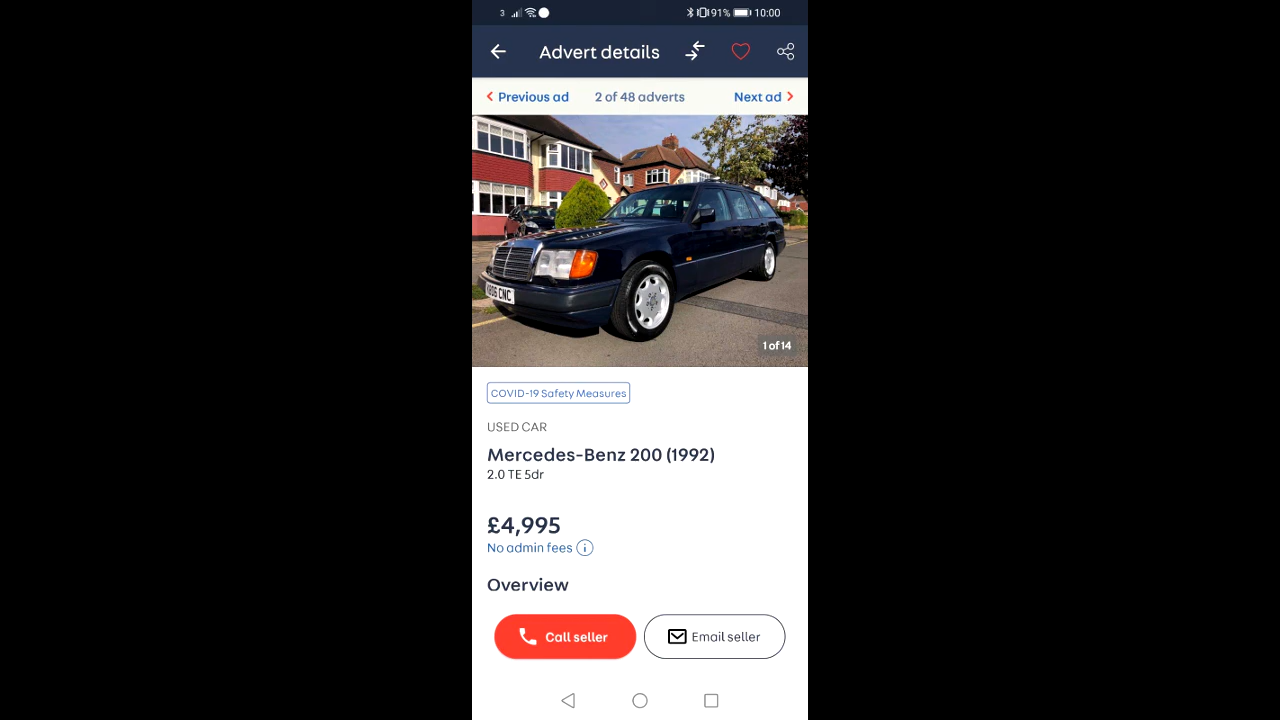 3 91% 10:00
Advert details
Previous ad 2 of 48 adverts Next ad
CNC
1 of 14
COVID-19 Safety Measures
USED CAR
Mercedes-Benz 200 (1992)
2.0 TE 5dr
£4,995
No admin fees i
Overview
Call seller Email seller